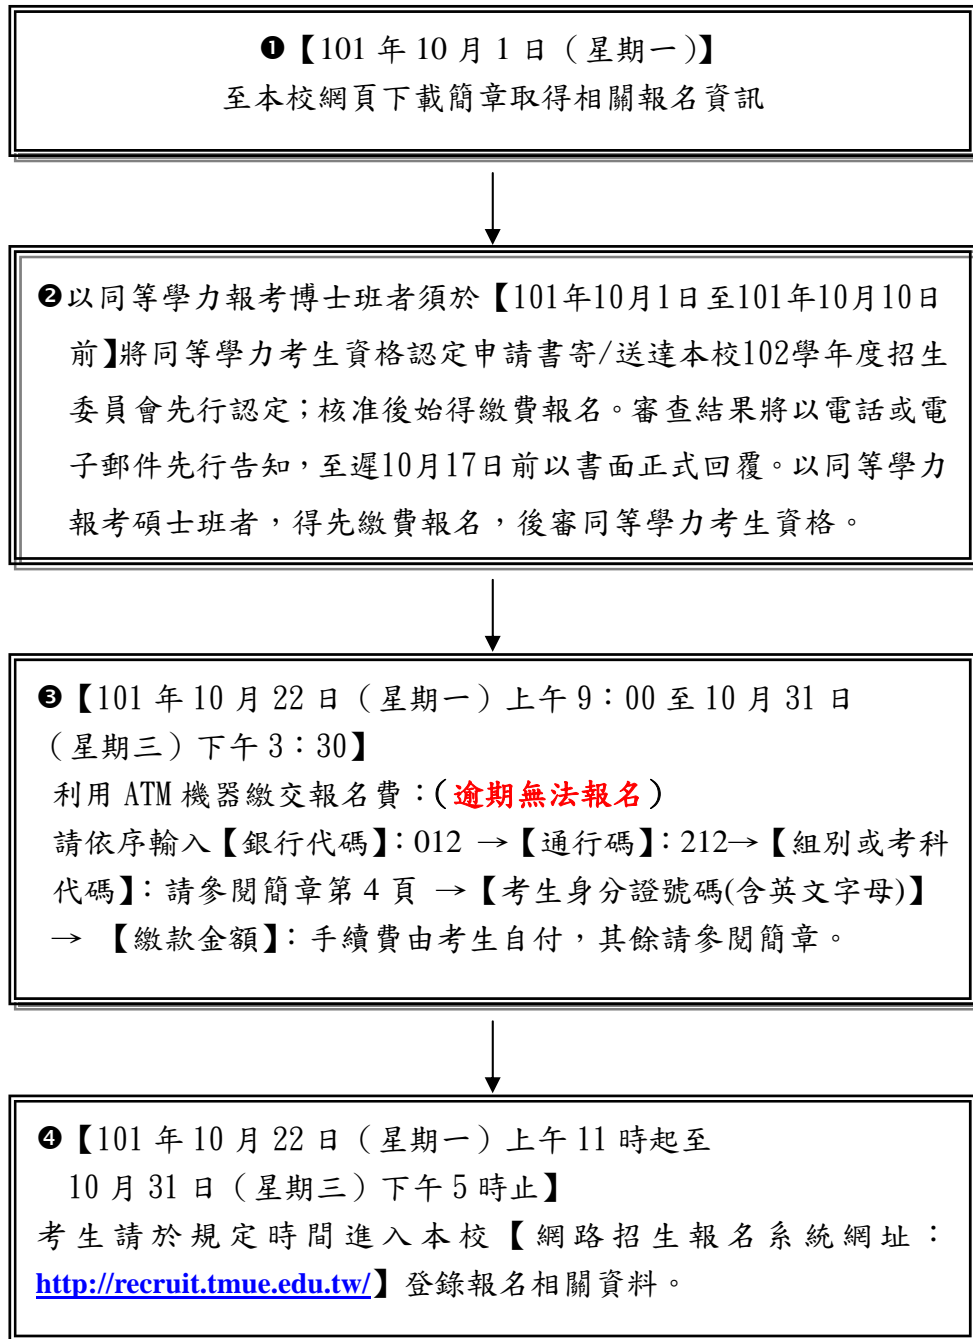 ❶【101 年 10 月 1 日（星期一）】
至本校網頁下載簡章取得相關報名資訊
❷以同等學力報考博士班者須於【101年10月1日至101年10月10日
前】將同等學力考生資格認定申請書寄/送達本校102學年度招生
委員會先行認定；核准後始得繳費報名。審查結果將以電話或電
子郵件先行告知，至遲10月17日前以書面正式回覆。以同等學力
報考碩士班者，得先繳費報名，後審同等學力考生資格。
❸【101 年 10 月 22 日（星期一）上午 9：00 至 10 月 31 日
（星期三）下午 3：30】
利用 ATM 機器繳交報名費：（逾期無法報名）
請依序輸入【銀行代碼】：012 →【通行碼】：212→【組別或考科
代碼】：請參閱簡章第 4 頁 →【考生身分證號碼(含英文字母)】
→ 【繳款金額】：手續費由考生自付，其餘請參閱簡章。
❹【101 年 10 月 22 日（星期一）上午 11 時起至
10 月 31 日（星期三）下午 5 時止】
考生請於規定時間進入本校【網路招生報名系統網址：
http://recruit.tmue.edu.tw/】登錄報名相關資料。